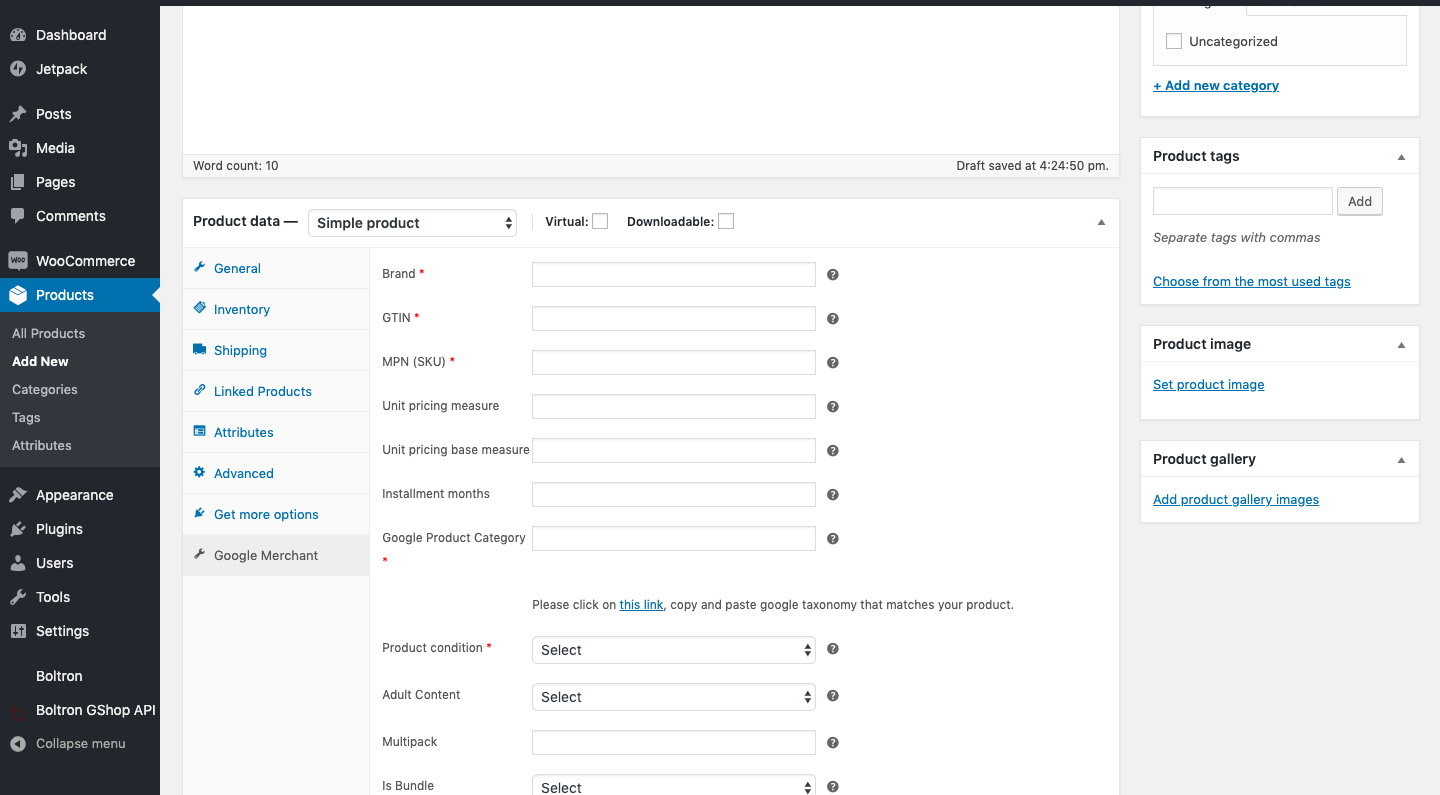 Dashboard
Jetpack
Posts
Media
Pages
Comments
WooCommerce
Products
All Products
Add New
Categories
Tags
Attributes
Appearance
Plugins
Users
Tools
Settings
Boltron
Boltron GShop API
Collapse menu
Word count: 10
Draft saved at 4:24:50 pm.
Product data —
Simple product
Virtual:
Downloadable:
General
Inventory
Shipping
Linked Products
Attributes
Advanced
Get more options
Google Merchant
Brand *
GTIN *
MPN (SKU) *
Unit pricing measure
Unit pricing base measure
Installment months
Google Product Category
*
Please click on this link, copy and paste google taxonomy that matches your product.
Product condition *
Select
Adult Content
Select
Multipack
Is Bundle
Select
Uncategorized
+ Add new category
Product tags
Add
Separate tags with commas
Choose from the most used tags
Product image
Set product image
Product gallery
Add product gallery images